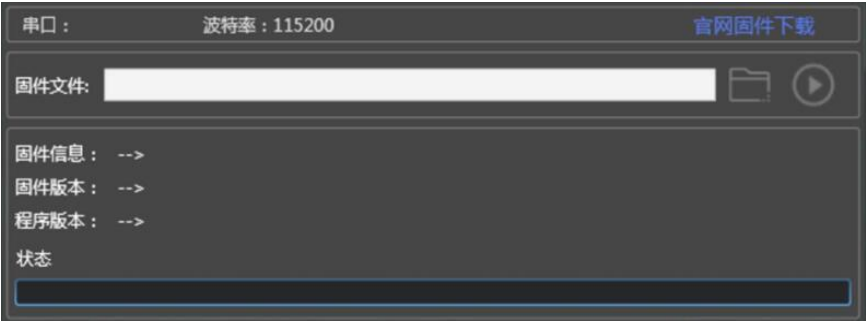 串口： 波特率：115200 官网固件下载
固件文件:
固件信息： -->
固件版本： -->
程序版本： -->
状态